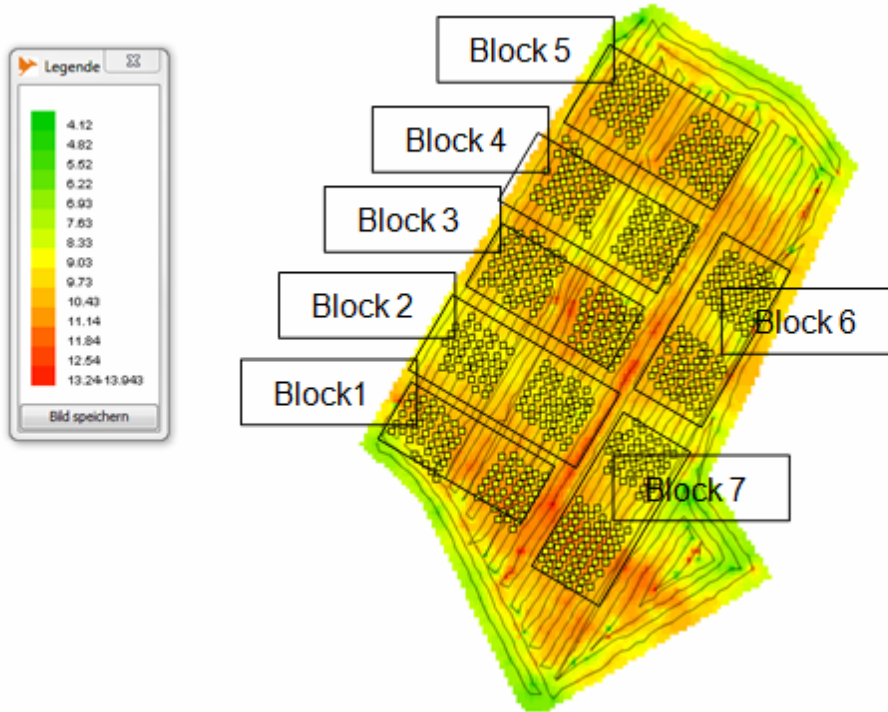 Legende
4.12
4.82
5.52
6.22
6.93
7.63
8.33
9.03
9.73
10.43
11.14
11.84
12.54
13.24-13.943
Bild speichern
Block 5
Block 4
Block 3
Block 2
Block1
Block 6
Block 7